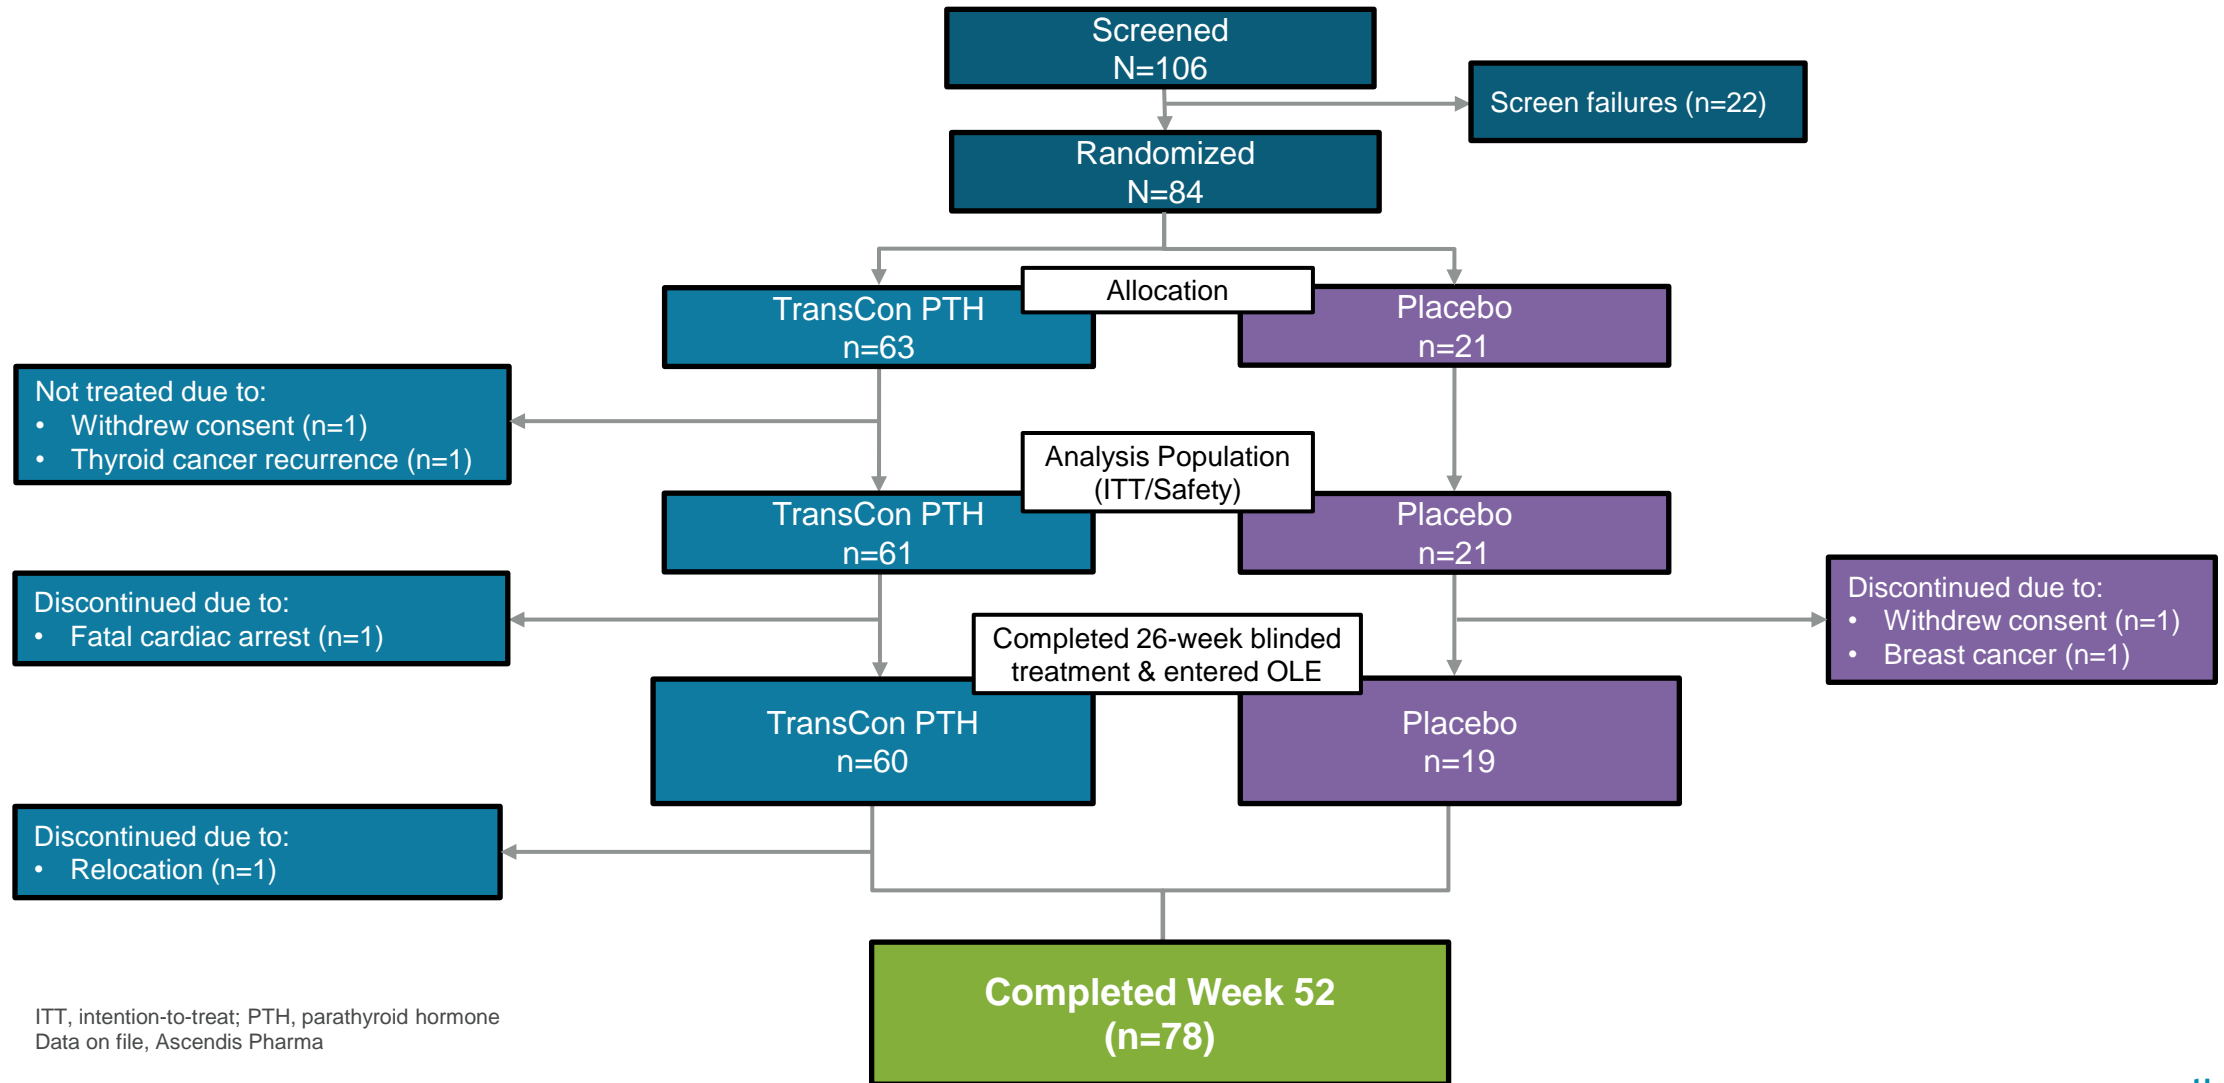 Screened
N=106
Screen failures (n=22)
Randomized
N=84
Allocation
TransCon PTH
n=63
Placebo
n=21
Not treated due to:
• Withdrew consent (n=1)
• Thyroid cancer recurrence (n=1)
Analysis Population
(ITT/Safety)
TransCon PTH
n=61
Placebo
n=21
Discontinued due to:
• Fatal cardiac arrest (n=1)
Discontinued due to:
• Withdrew consent (n=1)
• Breast cancer (n=1)
Completed 26-week blinded
treatment & entered OLE
TransCon PTH
n=60
Placebo
n=19
Discontinued due to:
• Relocation (n=1)
Completed Week 52
(n=78)
ITT, intention-to-treat; PTH, parathyroid hormone
Data on file, Ascendis Pharma